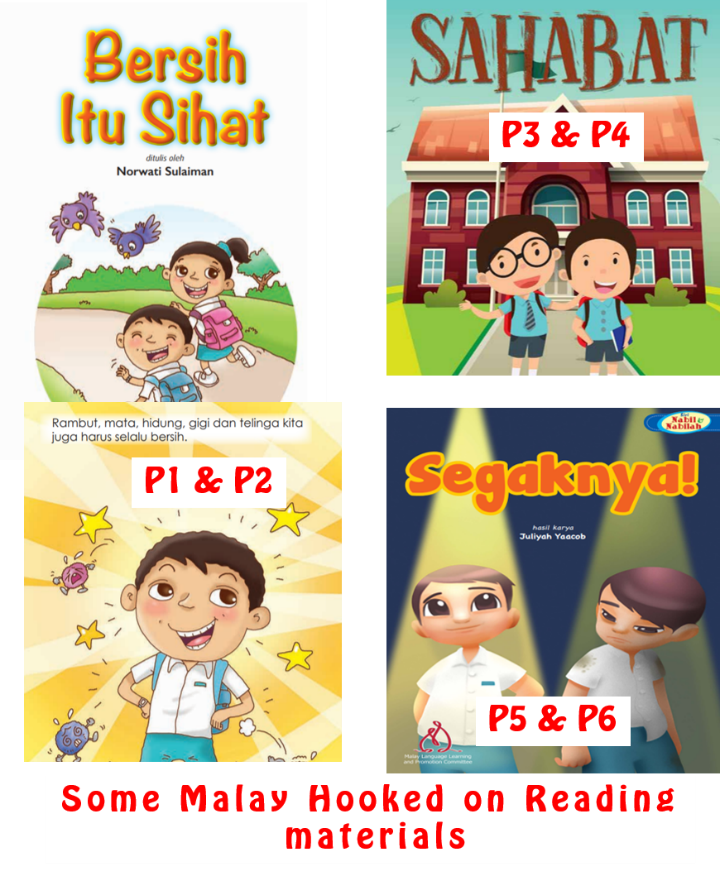 Bersih
Itu Sihat
ditulis oleh
Norwati Sulaiman
SAHABAT
P3 & P4
Rambut, mata, hidung, gigi dan telinga kita
juga harus selalu bersih.
P1 & P2
Nabil &
Nabilah
Segaknya!
hasil karya
Juliyah Yaacob
P5 & P6
Malay Language Learning
and Promotion Committee
Some Malay Hooked on Reading
materials